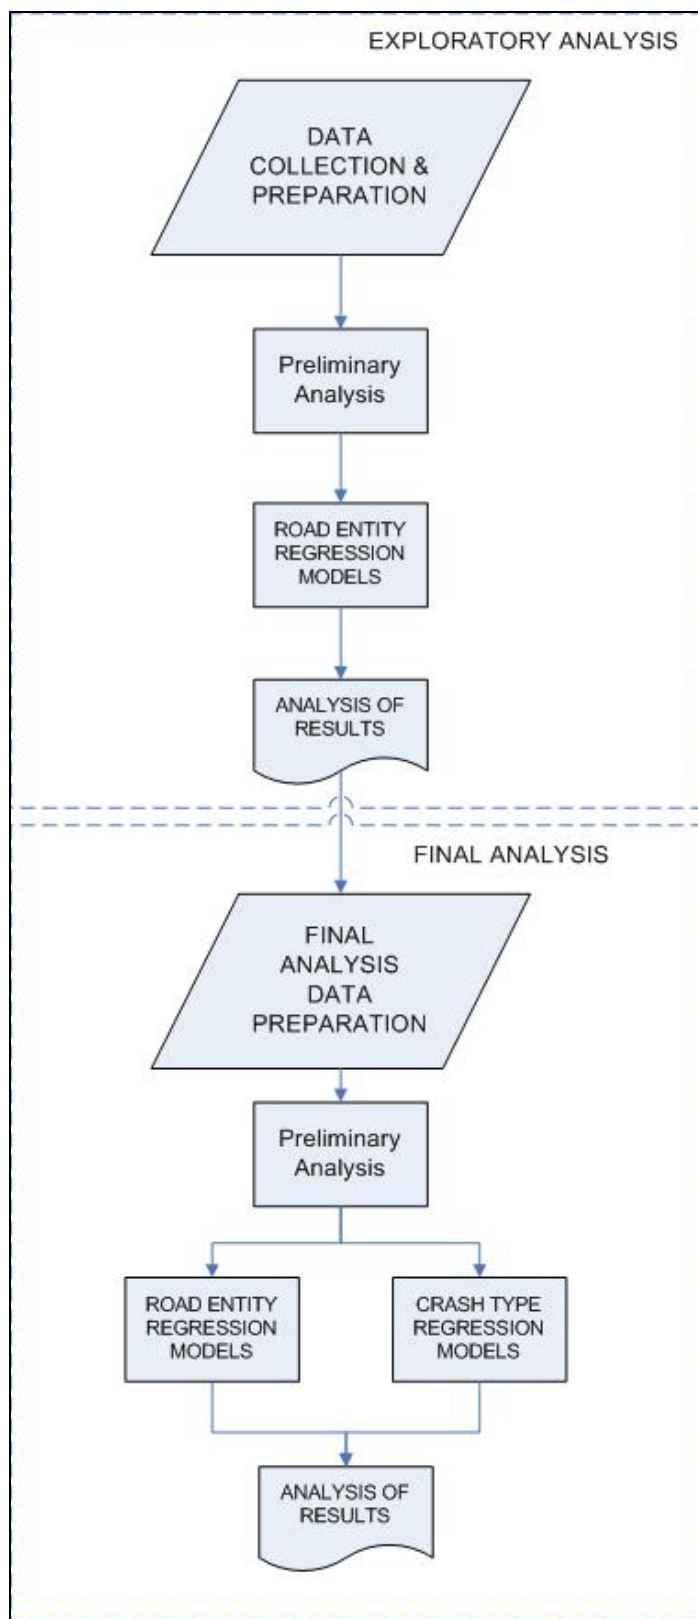 EXPLORATORY ANALYSIS
DATA
COLLECTION &
PREPARATION
Preliminary
Analysis
ROAD ENTITY
REGRESSION
MODELS
ANALYSIS OF
RESULTS
FINAL ANALYSIS
FINAL
ANALYSIS
DATA
PREPARATION
Preliminary
Analysis
ROAD ENTITY
REGRESSION
MODELS
CRASH TYPE
REGRESSION
MODELS
ANALYSIS OF
RESULTS